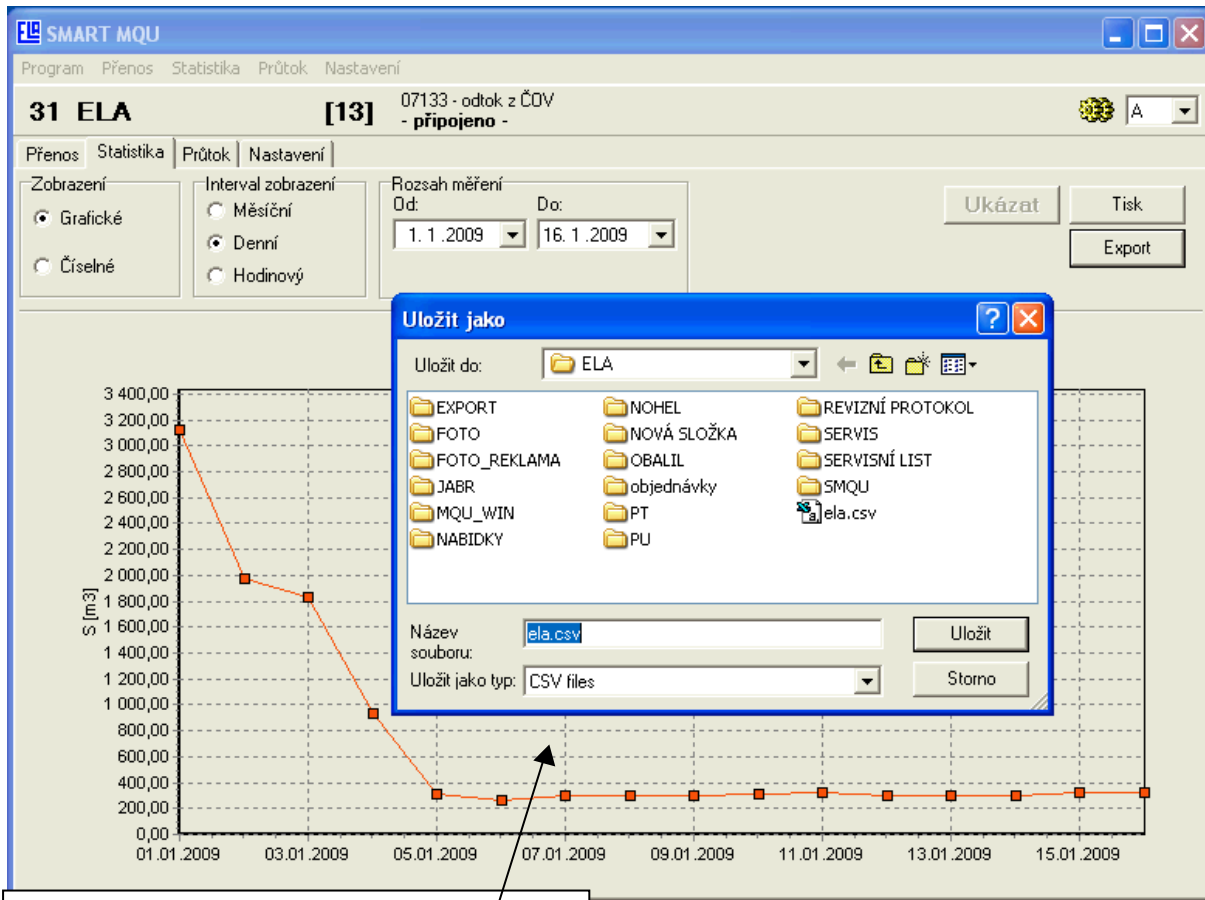 ELA SMART MQU
Program Přenos Statistika Průtok Nastavení
31 ELA [13] 07133 - odtok z ČOV
- připojeno -
A
Přenos Statistika Průtok Nastavení
Zobrazení
Grafické
Číselné
Interval zobrazení
Měsíční
Denní
Hodinový
Rozsah měření
Od: Do:
1. 1 .2009 16. 1 .2009
Ukázat Tisk
Export
Uložit jako
Uložit do: ELA
EXPORT NOHEL REVIZNÍ PROTOKOL
FOTO NOVÁ SLOŽKA SERVIS
FOTO_REKLAMA OBALIL SERVISNÍ LIST
JABR objednávky SMQU
MQU_WIN PT ela.csv
NABIDKY PU
Název souboru: ela.csv Uložit
Uložit jako typ: CSV files Storno
S [m3]
3 400,00
3 200,00
3 000,00
2 800,00
2 600,00
2 400,00
2 200,00
2 000,00
1 800,00
1 600,00
1 400,00
1 200,00
1 000,00
800,00
600,00
400,00
200,00
0,00
01.01.2009 03.01.2009 05.01.2009 07.01.2009 09.01.2009 11.01.2009 13.01.2009 15.01.2009